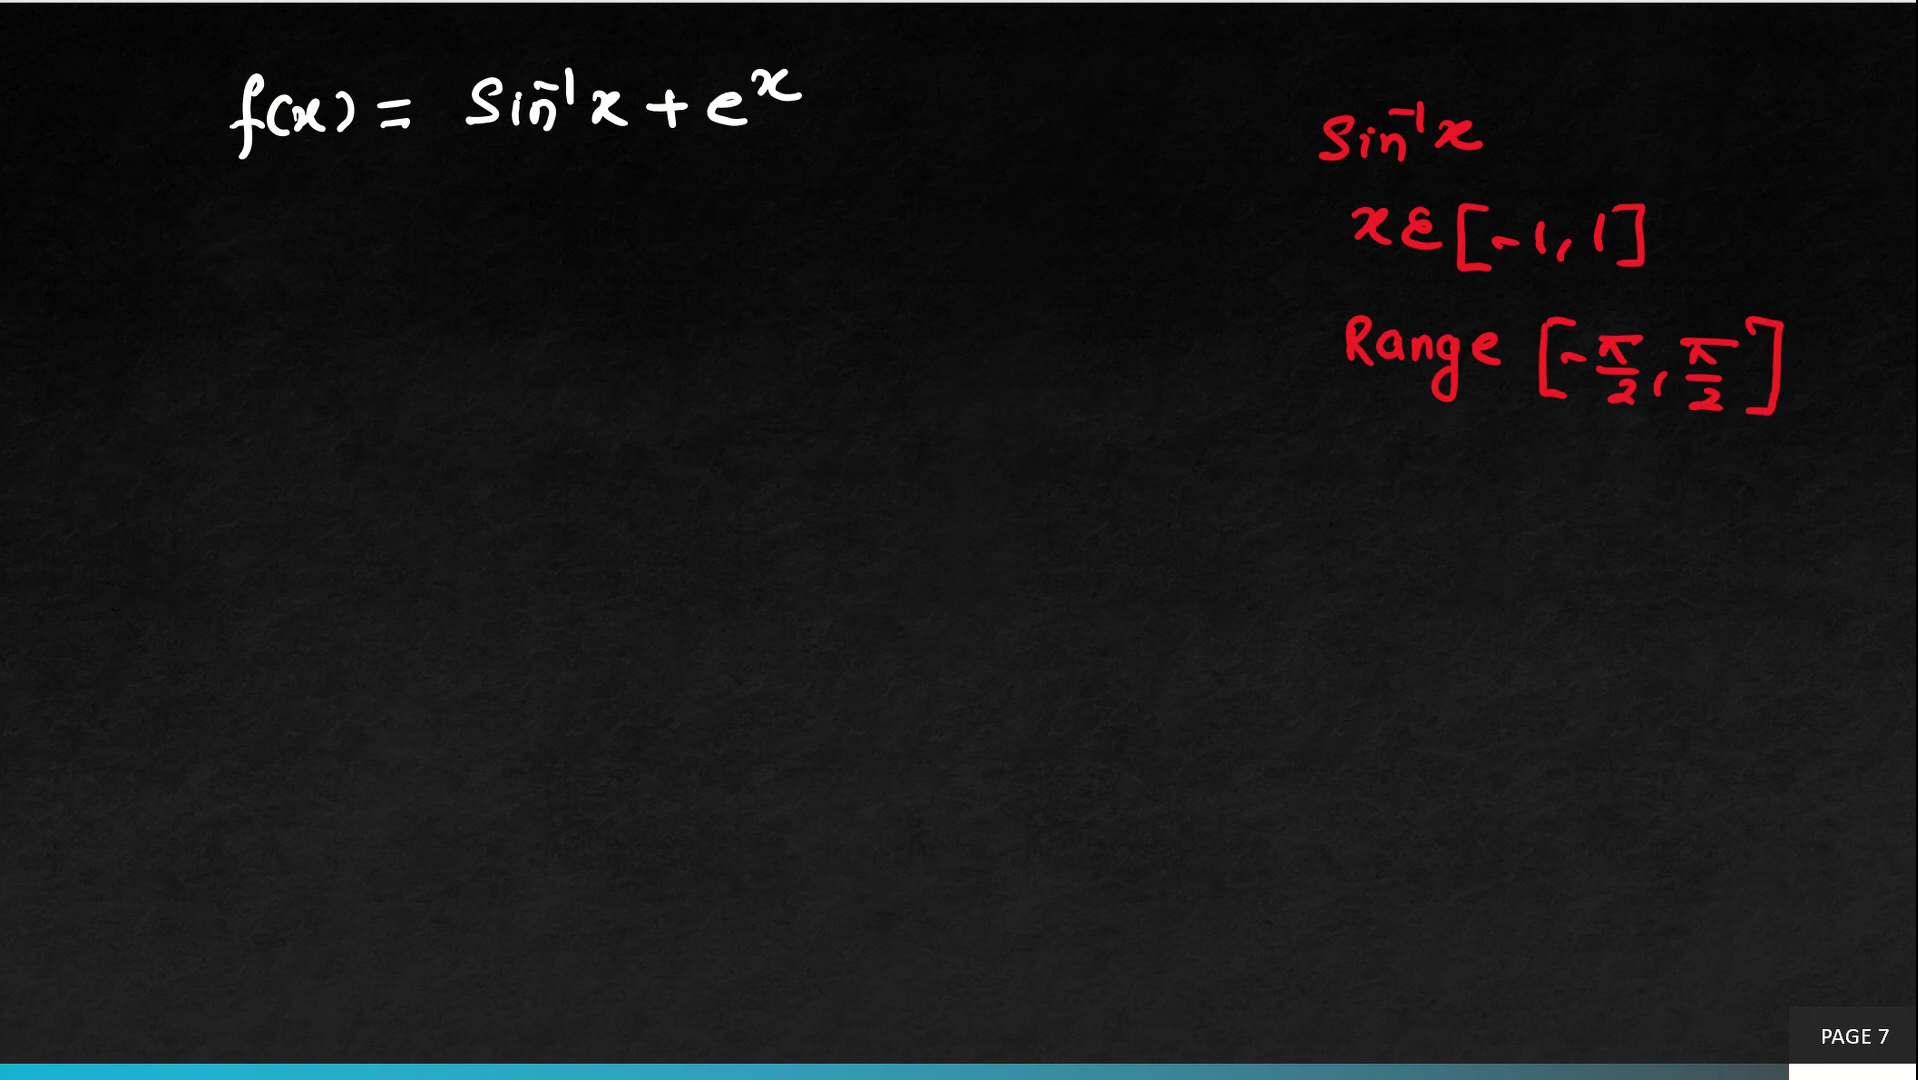 f(x) = Sin⁻¹x + eˣ
Sin⁻¹x
x ε [-1, 1]
Range [-π/2, π/2]
PAGE 7